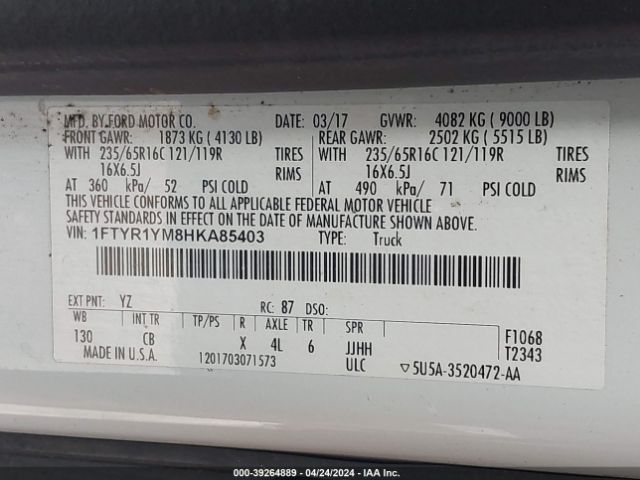 MFD. BY FORD MOTOR CO. DATE: 03/17 GVWR: 4082 KG ( 9000 LB)
FRONT GAWR: 1873 KG ( 4130 LB) REAR GAWR: 2502 KG ( 5515 LB)
WITH 235/65R16C 121/119R TIRES WITH 235/65R16C 121/119R TIRES
16X6.5J RIMS 16X6.5J RIMS
AT 360 kPa/ 52 PSI COLD AT 490 kPa/ 71 PSI COLD
THIS VEHICLE CONFORMS TO ALL APPLICABLE FEDERAL MOTOR VEHICLE
SAFETY STANDARDS IN EFFECT ON THE DATE OF MANUFACTURE SHOWN ABOVE.
VIN: 1FTYR1YM8HKA85403 TYPE: Truck
EXT PNT: YZ RC: 87 DSO:
WB INT TR TP/PS R AXLE TR SPR F1068
130 CB X 4L 6 JJHH T2343
MADE IN U.S.A. 1201703071573 ULC 5U5A-3520472-AA
000-39264889 - 04/24/2024 - IAA Inc.